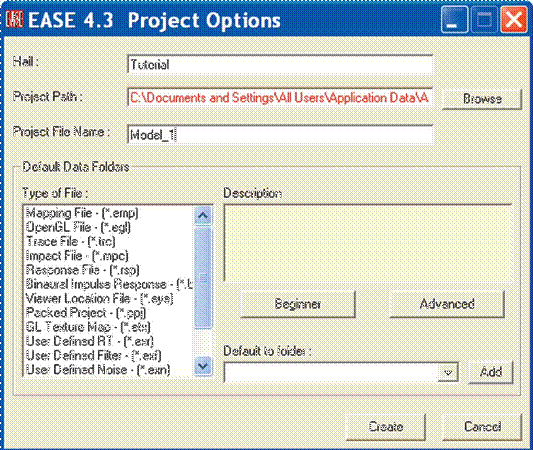 EASE 4.3 Project Options
Hall :
Tutorial
Project Path :
C:\Documents and Settings\All Users\Application Data\A
Browse
Project File Name :
Model_1
Default Data Folders
Type of File :
Mapping File - (*.emp)
OpenGL File - (*.egl)
Trace File - (*.trc)
Impact File - (*.mpc)
Response File - (*.rsp)
Binaural Impulse Response - (*.b
Viewer Location File - (*.eye)
Packed Project - (*.ppj)
GL Texture Map - (*.etx)
User Defined RT - (*.exr)
User Defined Filter - (*.exf)
User Defined Noise - (*.exn)
Description
Beginner
Advanced
Default to folder :
Add
Create
Cancel